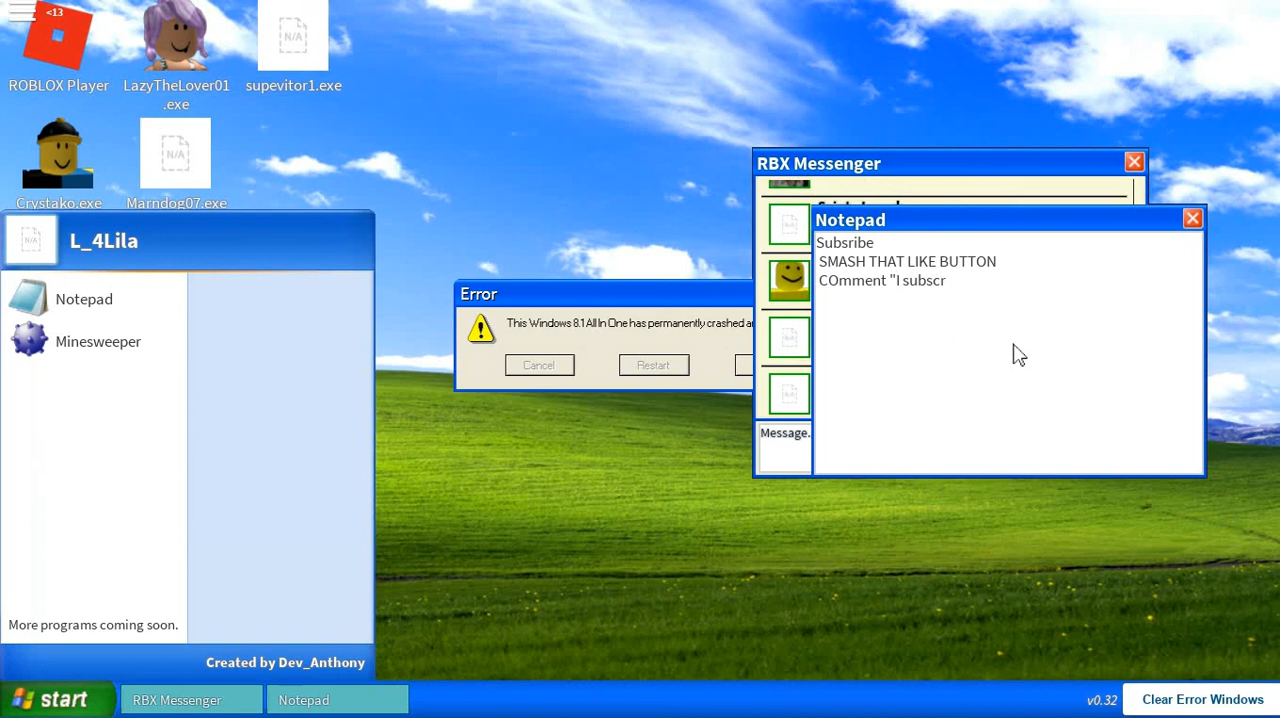 <13
ROBLOX Player
LazyTheLover01
.exe
N/A
supevitor1.exe
Crystako.exe
N/A
Marndog07.exe
N/A
L_4Lila
Notepad
Minesweeper
More programs coming soon.
Created by Dev_Anthony
Error
This Windows 8.1 All In One has permanently crashed
Cancel
Restart
RBX Messenger
Message.
Notepad
Subsribe
SMASH THAT LIKE BUTTON
COmment "I subscr
start
RBX Messenger
Notepad
v0.32
Clear Error Windows